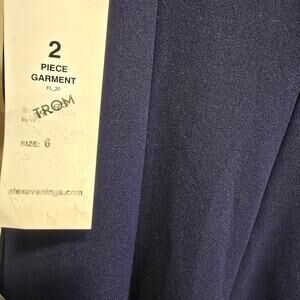 2
PIECE
GARMENT
FL_20
TROM
SIZE: 6
alexevenings.com